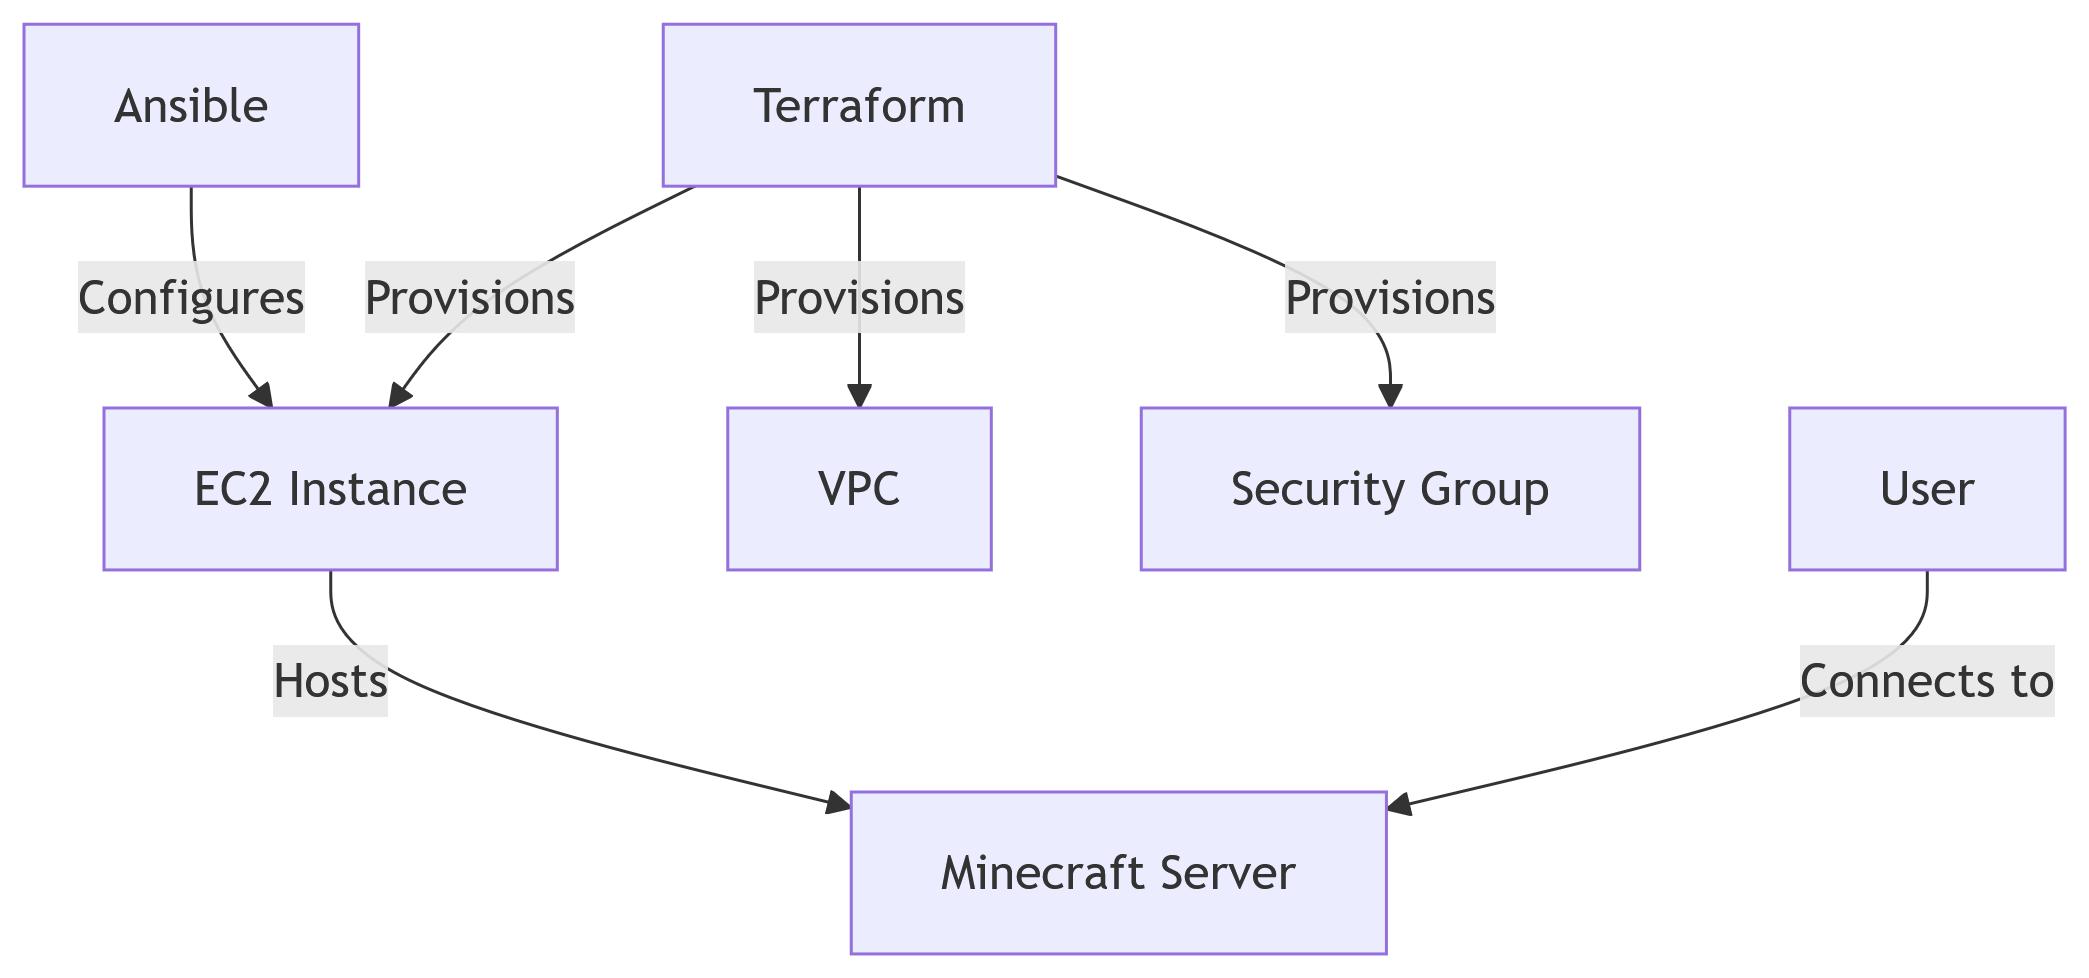 Ansible
Terraform
Configures
Provisions
Provisions
Provisions
EC2 Instance
VPC
Security Group
User
Hosts
Connects to
Minecraft Server